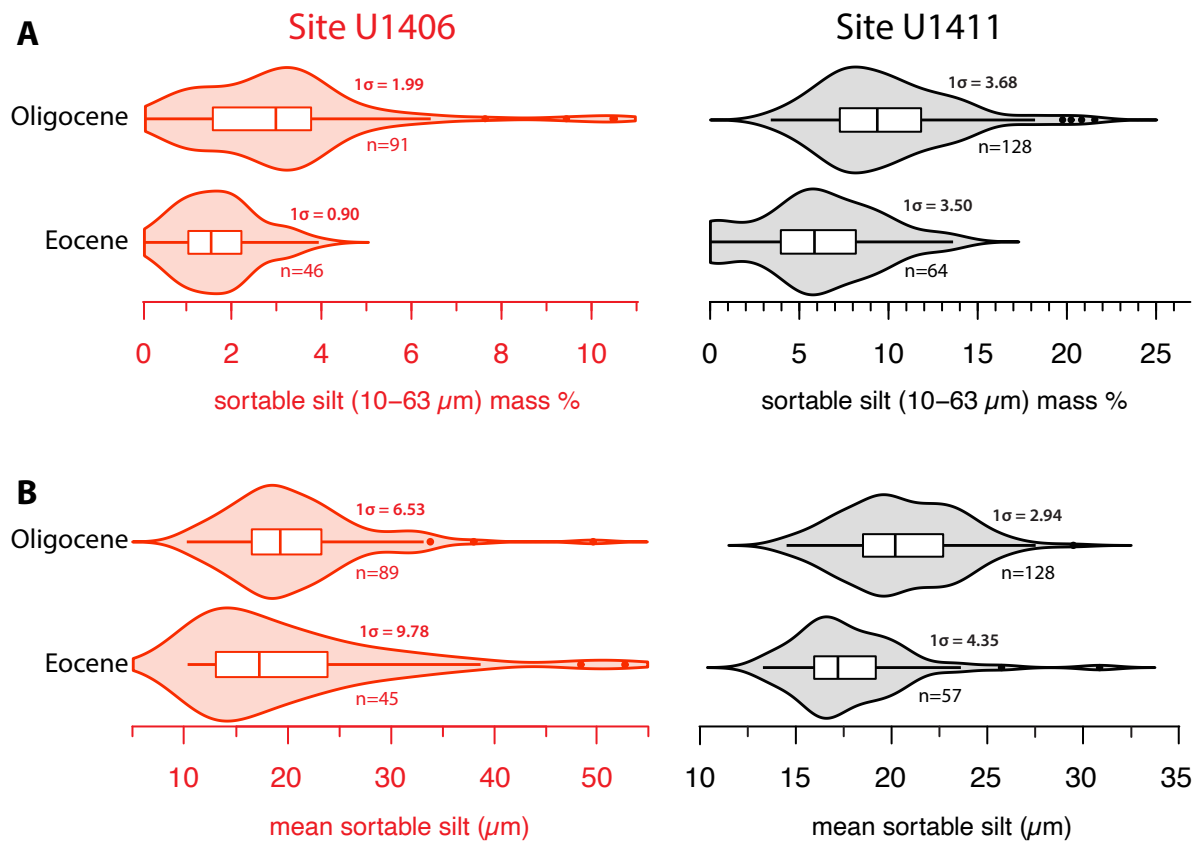 A
Site U1406
Site U1411
Oligocene
1σ = 1.99
n=91
1σ = 3.68
n=128
Eocene
1σ = 0.90
n=46
1σ = 3.50
n=64
0 2 4 6 8 10
0 5 10 15 20 25
sortable silt (10–63 µm) mass %
sortable silt (10–63 µm) mass %
B
Oligocene
1σ = 6.53
n=89
1σ = 2.94
n=128
Eocene
1σ = 9.78
n=45
1σ = 4.35
n=57
10 20 30 40 50
10 15 20 25 30 35
mean sortable silt (µm)
mean sortable silt (µm)